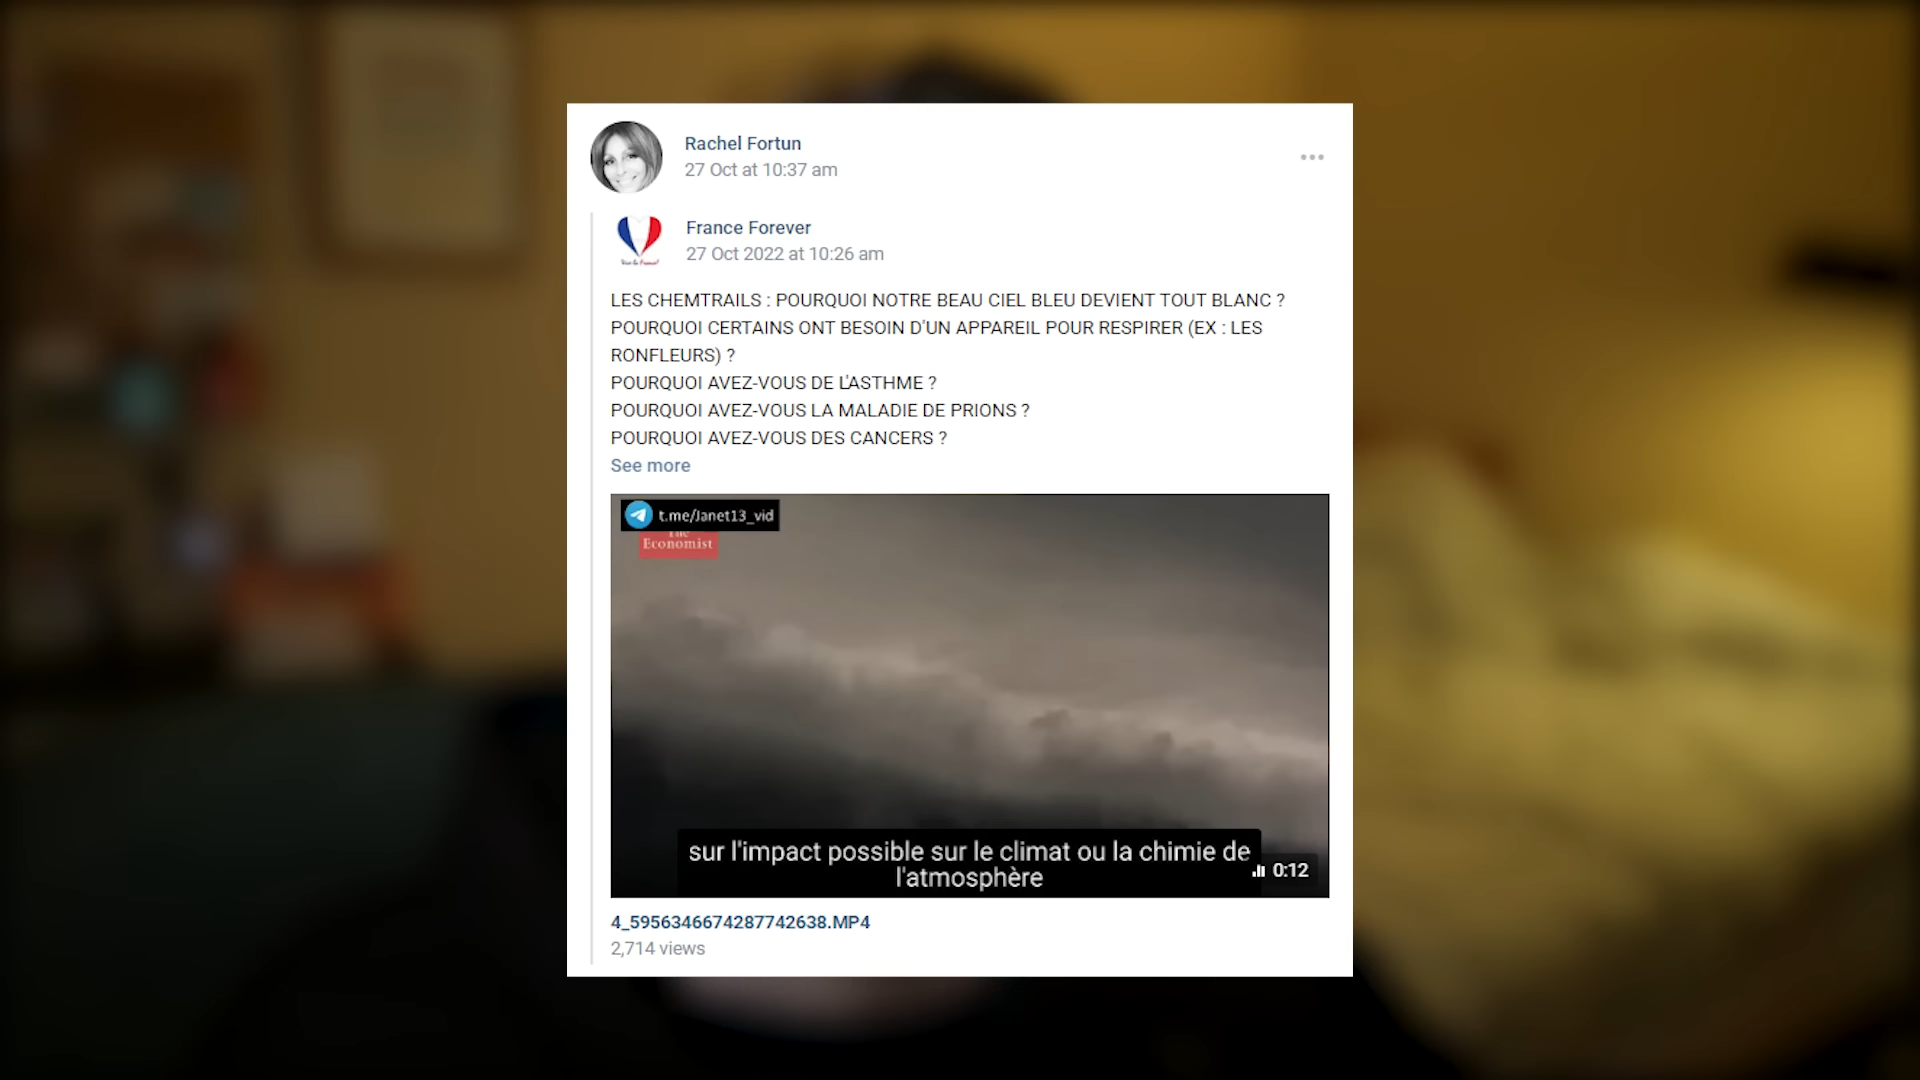 Rachel Fortun
27 Oct at 10:37 am
France Forever
27 Oct 2022 at 10:26 am
LES CHEMTRAILS : POURQUOI NOTRE BEAU CIEL BLEU DEVIENT TOUT BLANC ?
POURQUOI CERTAINS ONT BESOIN D'UN APPAREIL POUR RESPIRER (EX : LES
RONFLEURS) ?
POURQUOI AVEZ-VOUS DE L'ASTHME ?
POURQUOI AVEZ-VOUS LA MALADIE DE PRIONS ?
POURQUOI AVEZ-VOUS DES CANCERS ?
See more
t.me/Janet13_vid
The
Economist
sur l'impact possible sur le climat ou la chimie de
l'atmosphère
0:12
4_5956346674287742638.MP4
2,714 views